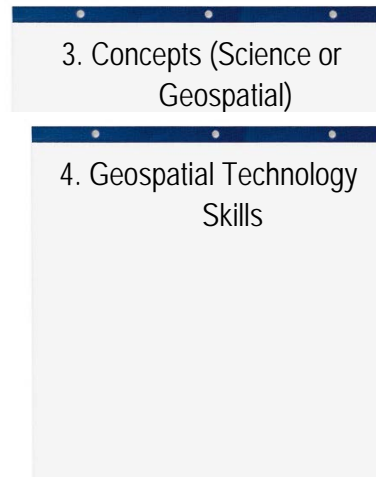 3. Concepts (Science or
Geospatial)
4. Geospatial Technology
Skills